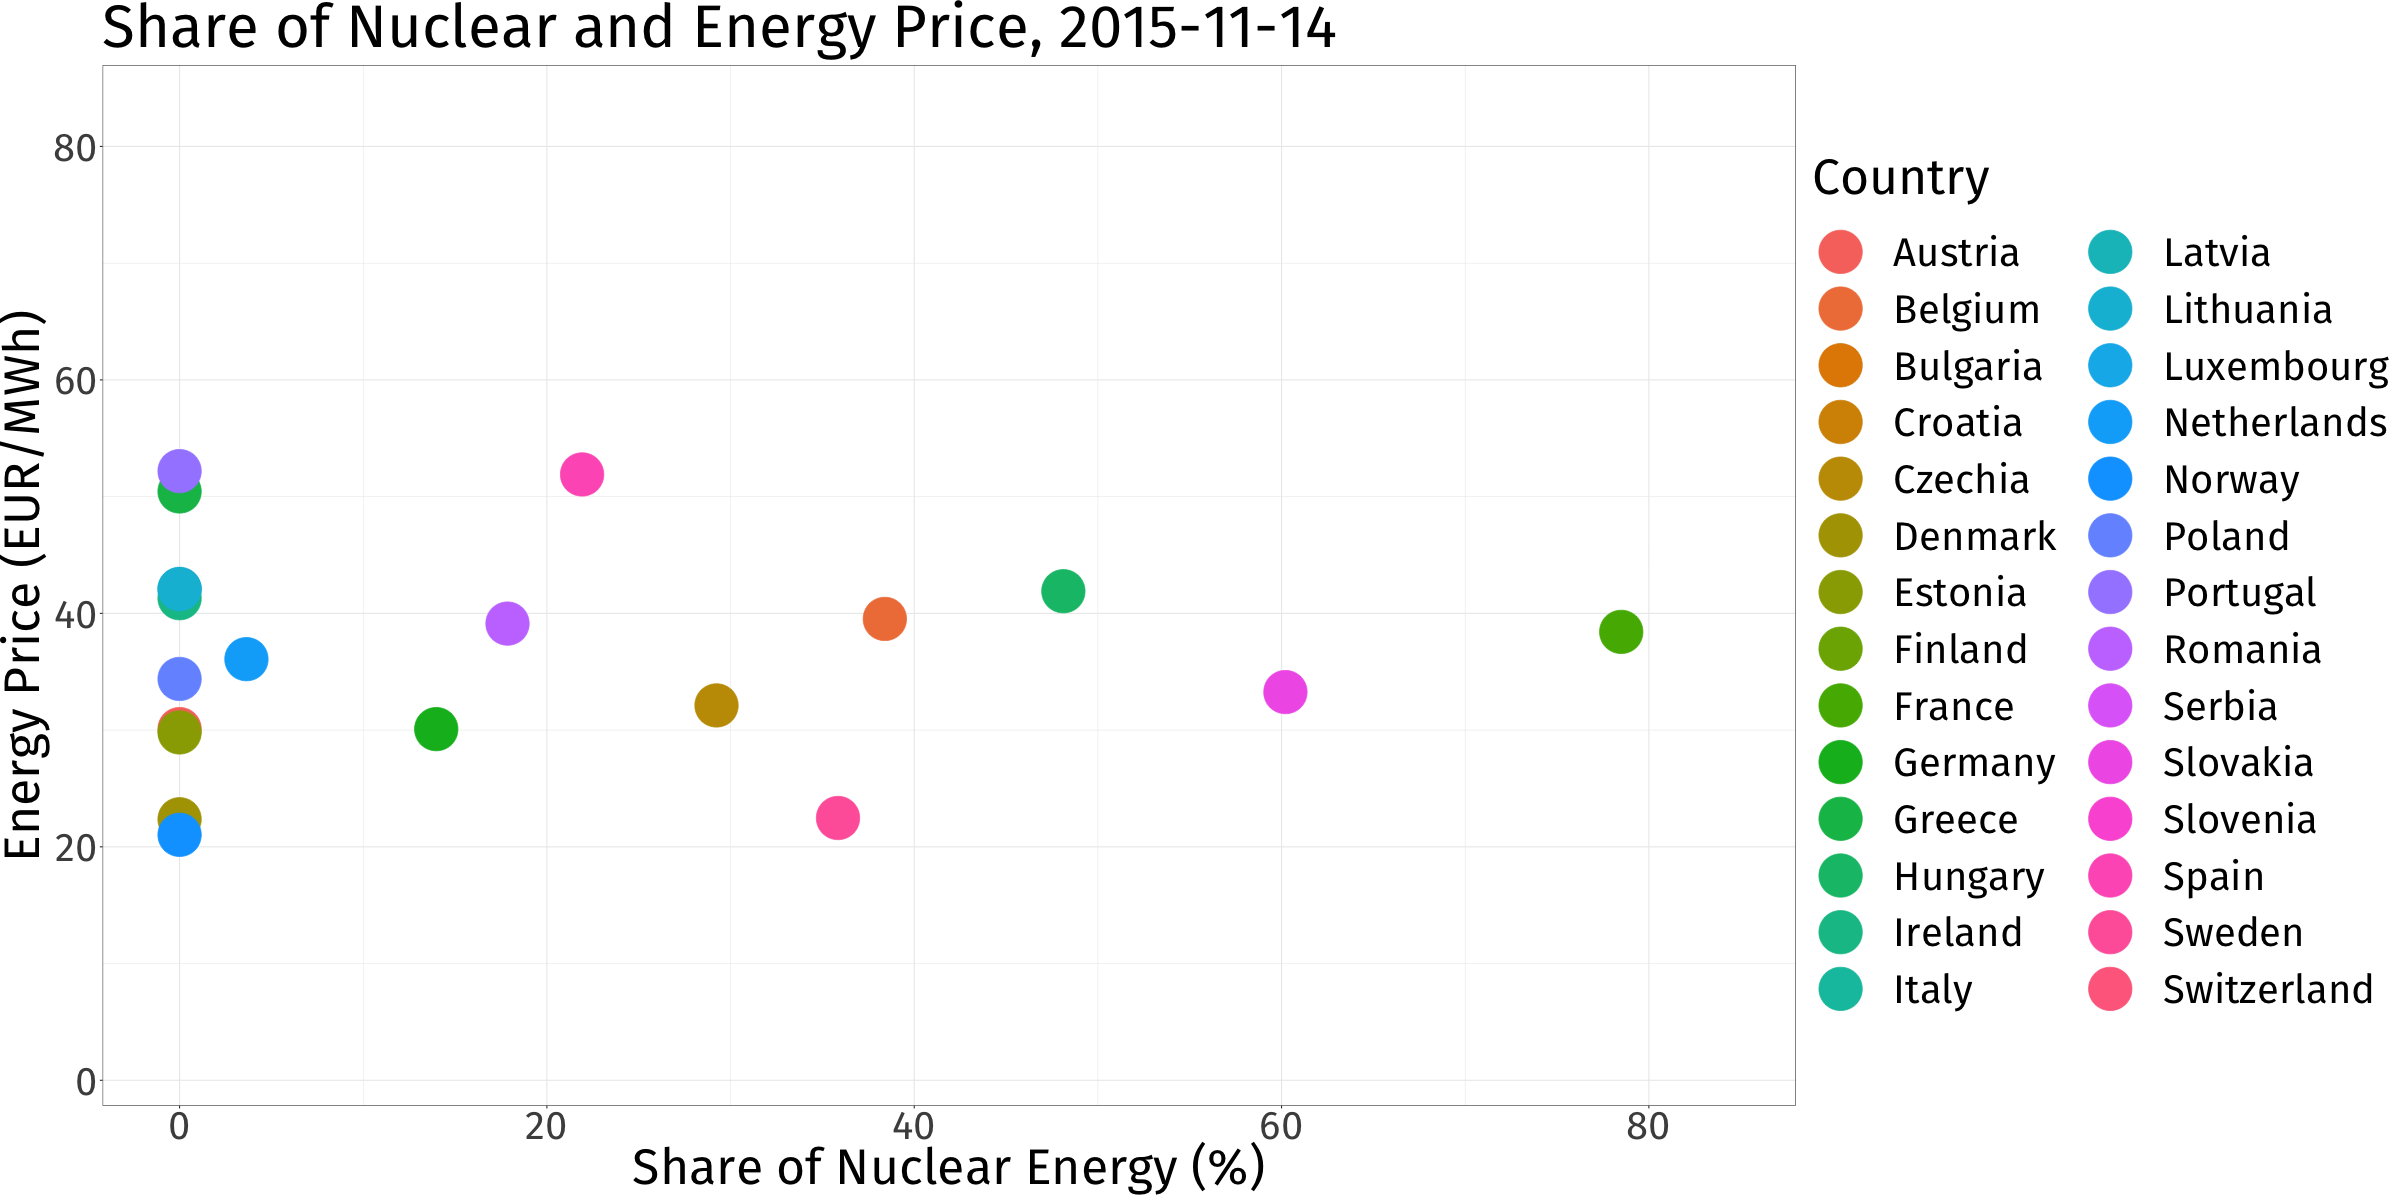 Share of Nuclear and Energy Price, 2015-11-14
Energy Price (EUR/MWh)
80
60
40
20
0
0 20 40 60 80
Share of Nuclear Energy (%)
Country
Austria
Belgium
Bulgaria
Croatia
Czechia
Denmark
Estonia
Finland
France
Germany
Greece
Hungary
Ireland
Italy
Latvia
Lithuania
Luxembourg
Netherlands
Norway
Poland
Portugal
Romania
Serbia
Slovakia
Slovenia
Spain
Sweden
Switzerland